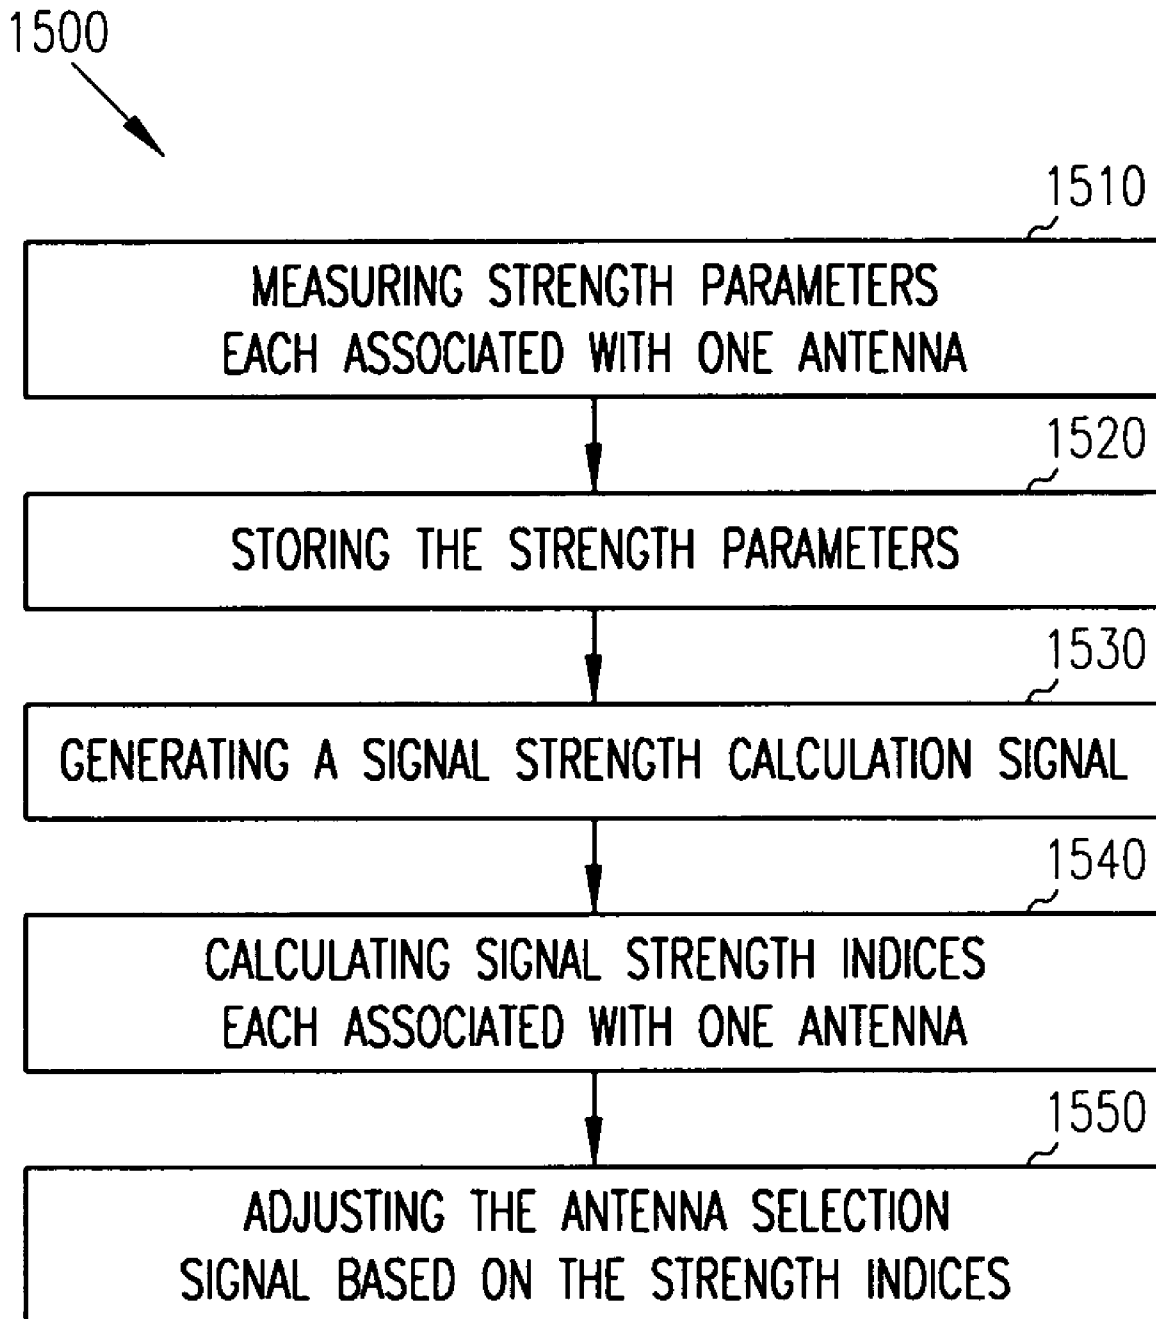 1500
1510
MEASURING STRENGTH PARAMETERS
EACH ASSOCIATED WITH ONE ANTENNA
1520
STORING THE STRENGTH PARAMETERS
1530
GENERATING A SIGNAL STRENGTH CALCULATION SIGNAL
1540
CALCULATING SIGNAL STRENGTH INDICES
EACH ASSOCIATED WITH ONE ANTENNA
1550
ADJUSTING THE ANTENNA SELECTION
SIGNAL BASED ON THE STRENGTH INDICES